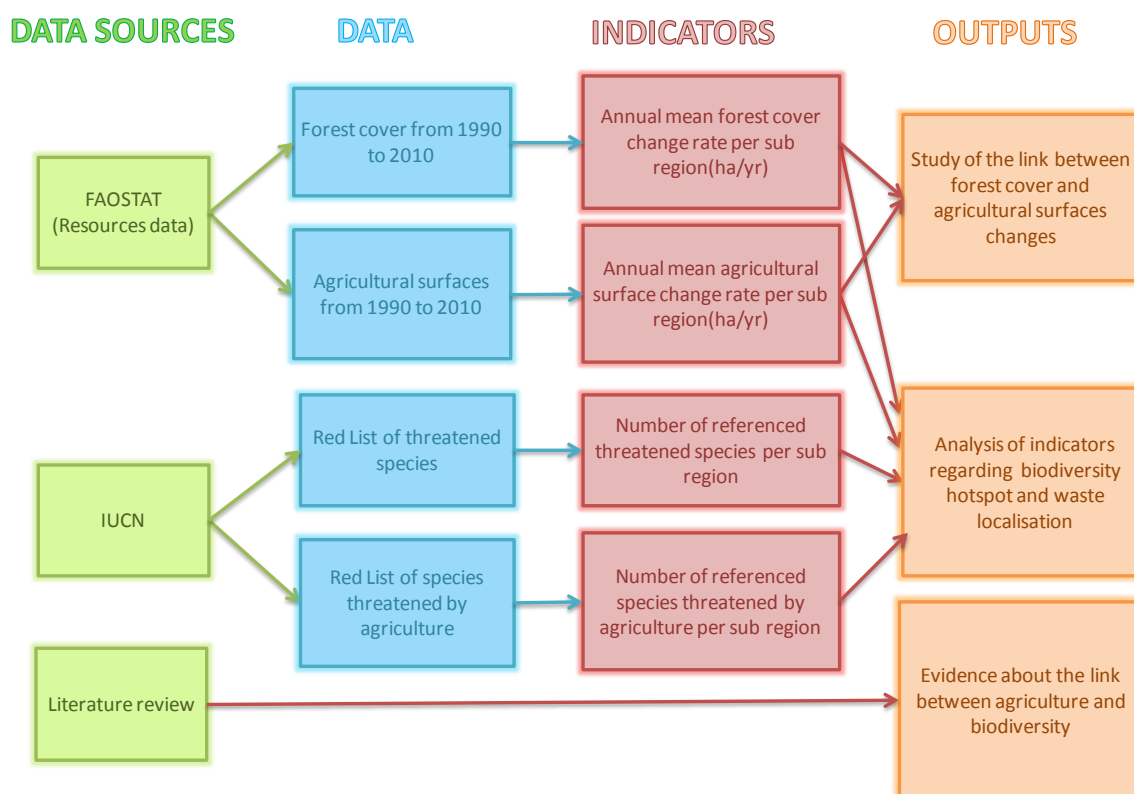 DATA SOURCES
DATA
INDICATORS
OUTPUTS
FAOSTAT
(Resources data)
IUCN
Literature review
Forest cover from 1990
to 2010
Agricultural surfaces
from 1990 to 2010
Red List of threatened
species
Red List of species
threatened by
agriculture
Annual mean forest cover
change rate per sub
region(ha/yr)
Annual mean agricultural
surface change rate per sub
region(ha/yr)
Number of referenced
threatened species per sub
region
Number of referenced
species threatened by
agriculture per sub region
Study of the link between
forest cover and
agricultural surfaces
changes
Analysis of indicators
regarding biodiversity
hotspot and waste
localisation
Evidence about the link
between agriculture and
biodiversity